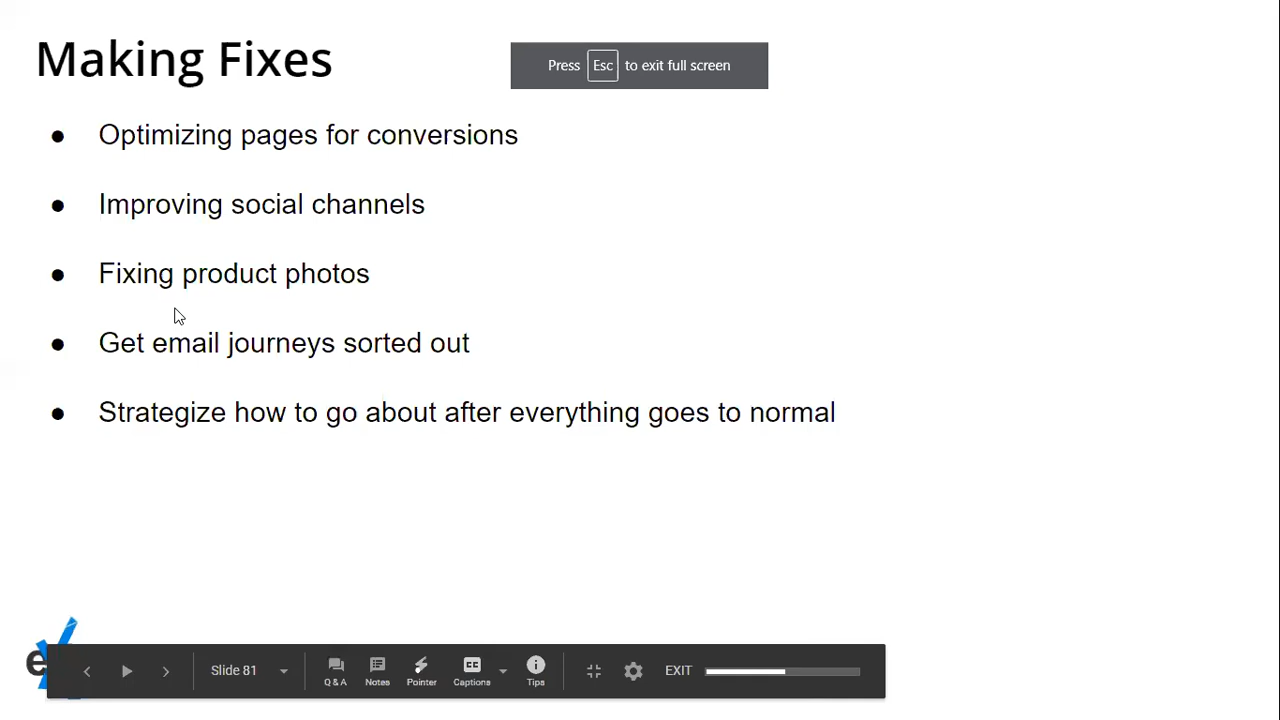 Making Fixes
Press Esc to exit full screen
● Optimizing pages for conversions
● Improving social channels
● Fixing product photos
● Get email journeys sorted out
● Strategize how to go about after everything goes to normal
e
Slide 81
Q & A
Notes
Pointer
CC
Captions
Tips
EXIT